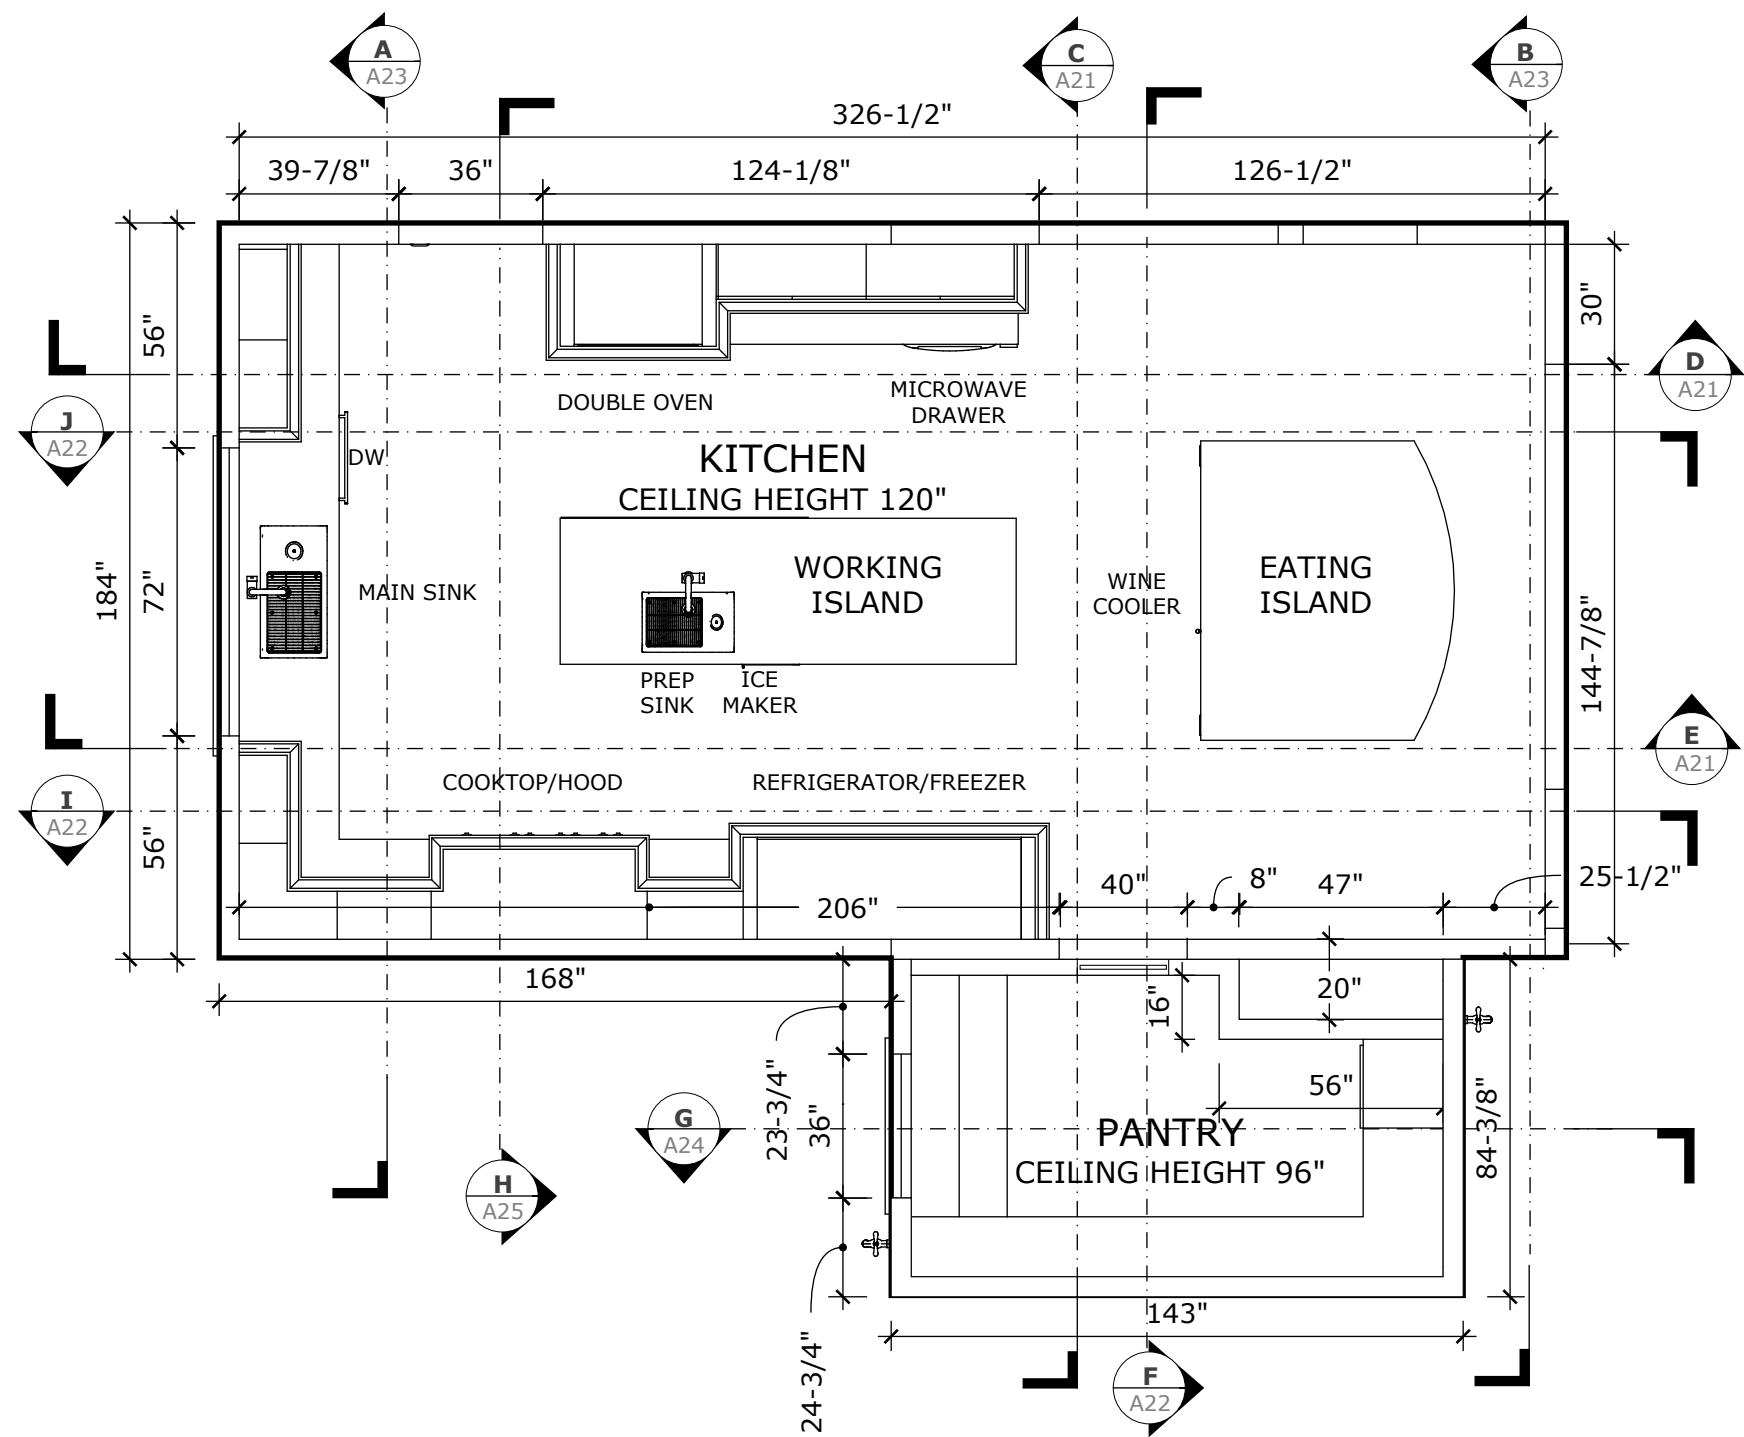 A
A23
C
A21
B
A23
326-1/2"
39-7/8"
36"
124-1/8"
126-1/2"
56"
30"
D
A21
DOUBLE OVEN
MICROWAVE
DRAWER
J
A22
DW
KITCHEN
CEILING HEIGHT 120"
184"
72"
MAIN SINK
WORKING
ISLAND
WINE
COOLER
EATING
ISLAND
144-7/8"
PREP
SINK
ICE
MAKER
E
A21
COOKTOP/HOOD
REFRIGERATOR/FREEZER
I
A22
56"
206"
40"
8"
47"
25-1/2"
168"
16"
20"
23-3/4"
36"
56"
84-3/8"
G
A24
PANTRY
CEILING HEIGHT 96"
H
A25
143"
24-3/4"
F
A22